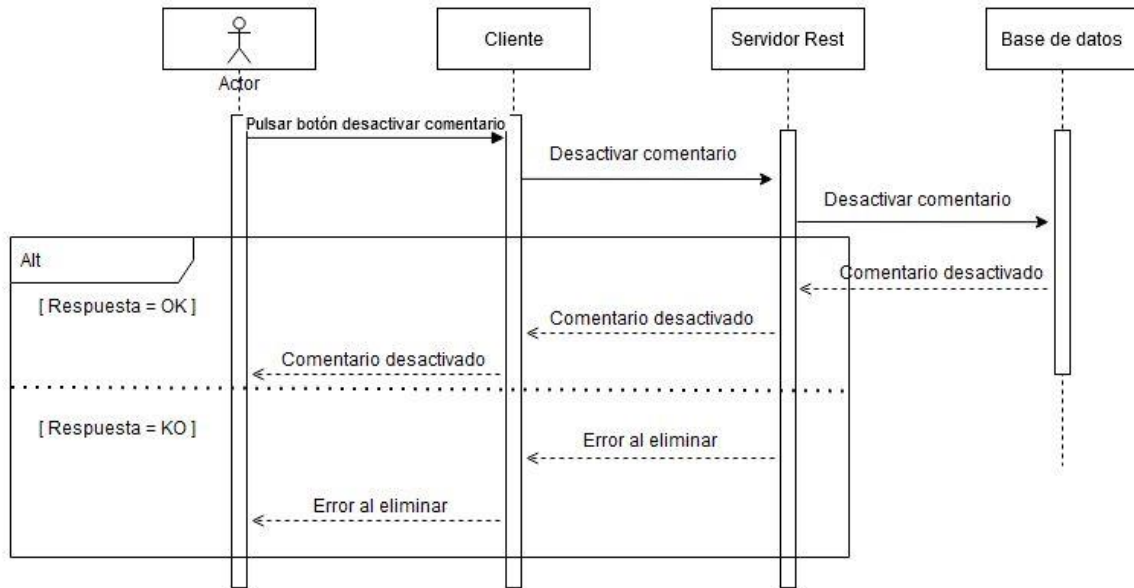 Cliente
Servidor Rest
Base de datos
Actor
Pulsar botón desactivar comentario
Desactivar comentario
Desactivar comentario
Alt
Comentario desactivado
[ Respuesta = OK ]
Comentario desactivado
Comentario desactivado
[ Respuesta = KO ]
Error al eliminar
Error al eliminar